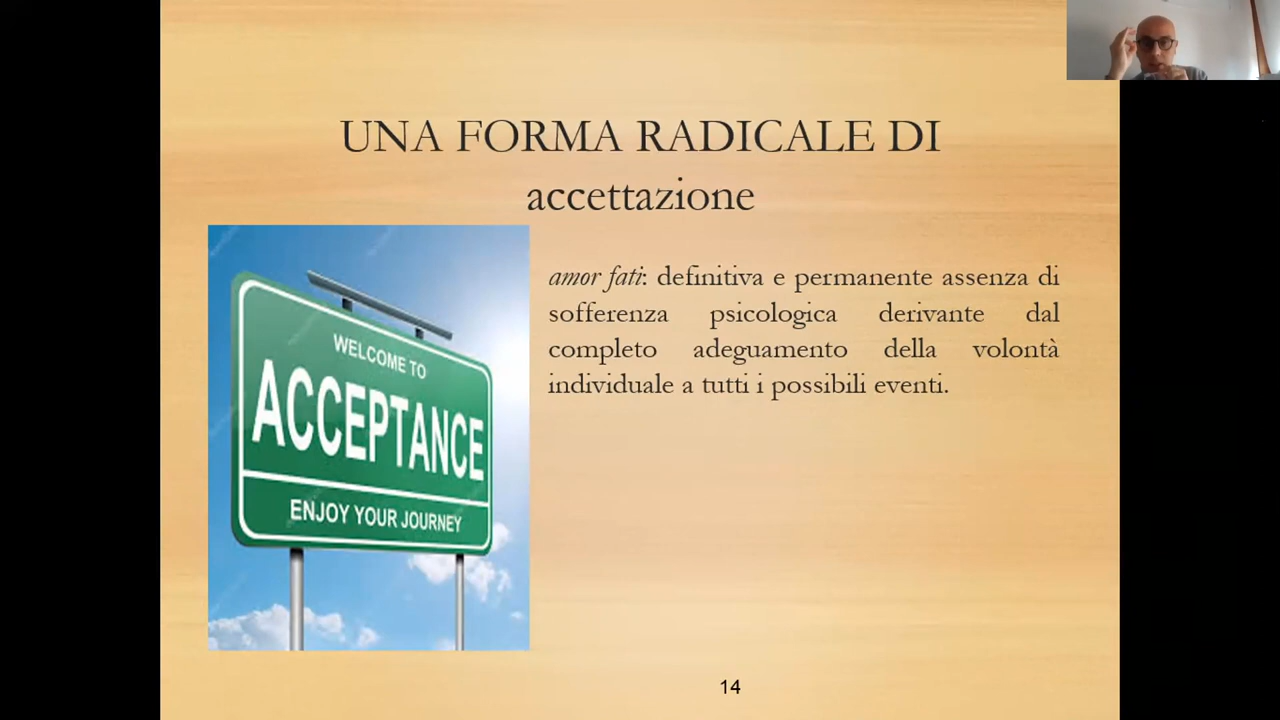 UNA FORMA RADICALE DI
accettazione
WELCOME TO
ACCEPTANCE
ENJOY YOUR JOURNEY
amor fati: definitiva e permanente assenza di
sofferenza psicologica derivante dal
completo adeguamento della volontà
individuale a tutti i possibili eventi.
14